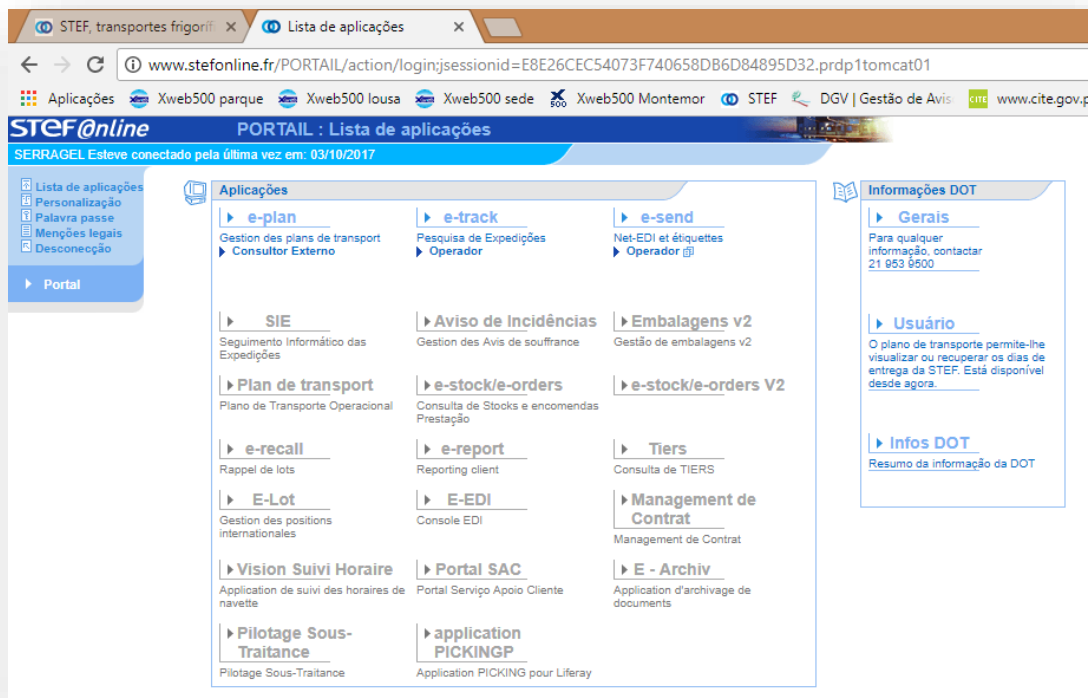 STEF, transportes frigorífi
Lista de aplicações
www.stefonline.fr/PORTAIL/action/login;jsessionid=E8E26CEC54073F740658DB6D84895D32.prdp1tomcat01
Aplicações Xweb500 parque Xweb500 lousa Xweb500 sede Xweb500 Montemor STEF DGV | Gestão de Avis cite www.cite.gov.p
STEF@nline PORTAIL : Lista de aplicações
SERRAGEL Esteve conectado pela última vez em: 03/10/2017
Lista de aplicações
Personalização
Palavra passe
Menções legais
Desconecção
Portal
Aplicações
e-plan
Gestion des plans de transport
Consultor Externo
e-track
Pesquisa de Expedições
Operador
e-send
Net-EDI et étiquettes
Operador
SIE
Seguimento Informático das
Expedições
Aviso de Incidências
Gestion des Avis de souffrance
Embalagens v2
Gestão de embalagens v2
Plan de transport
Plano de Transporte Operacional
e-stock/e-orders
Consulta de Stocks e encomendas
Prestação
e-stock/e-orders V2
e-recall
Rappel de lots
e-report
Reporting client
Tiers
Consulta de TIERS
E-Lot
Gestion des positions
internationales
E-EDI
Console EDI
Management de
Contrat
Management de Contrat
Vision Suivi Horaire
Application de suivi des horaires de
navette
Portal SAC
Portal Serviço Apoio Cliente
E - Archiv
Application d'archivage de
documents
Pilotage Sous-
Traitance
Pilotage Sous-Traitance
application
PICKINGP
Application PICKING pour Liferay
Informações DOT
Gerais
Para qualquer
informação, contactar
21 953 9500
Usuário
O plano de transporte permite-lhe
visualizar ou recuperar os dias de
entrega da STEF. Está disponível
desde agora.
Infos DOT
Resumo da informação da DOT